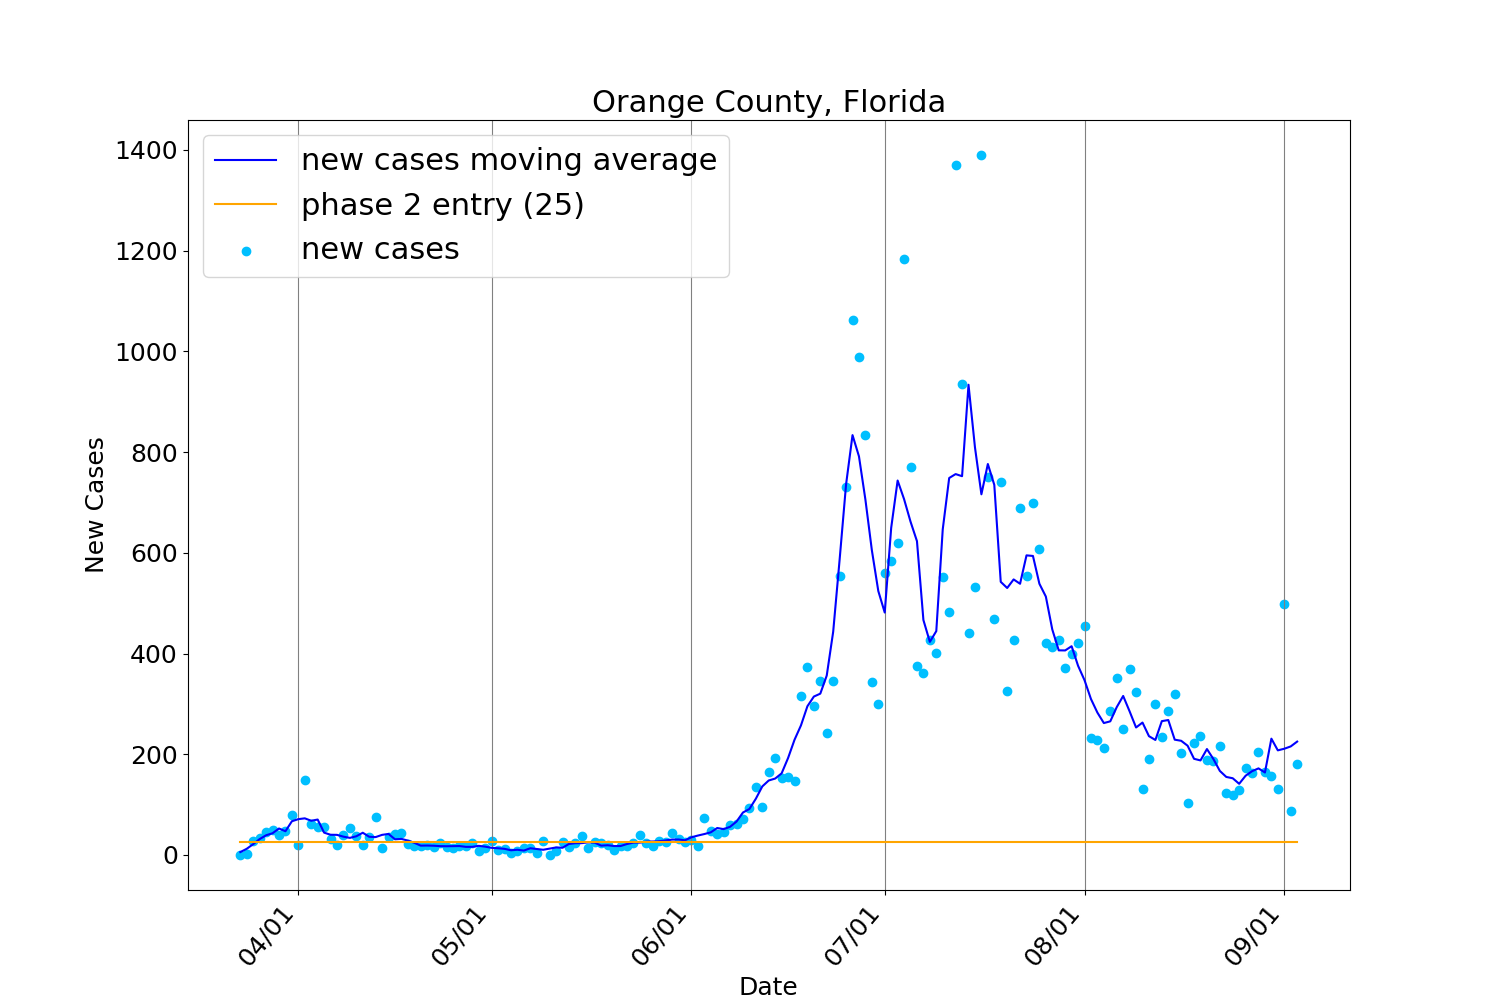 Orange County, Florida
new cases moving average
phase 2 entry (25)
new cases
1400
1200
1000
800
600
400
200
0
New Cases
04/01
05/01
06/01
07/01
08/01
09/01
Date